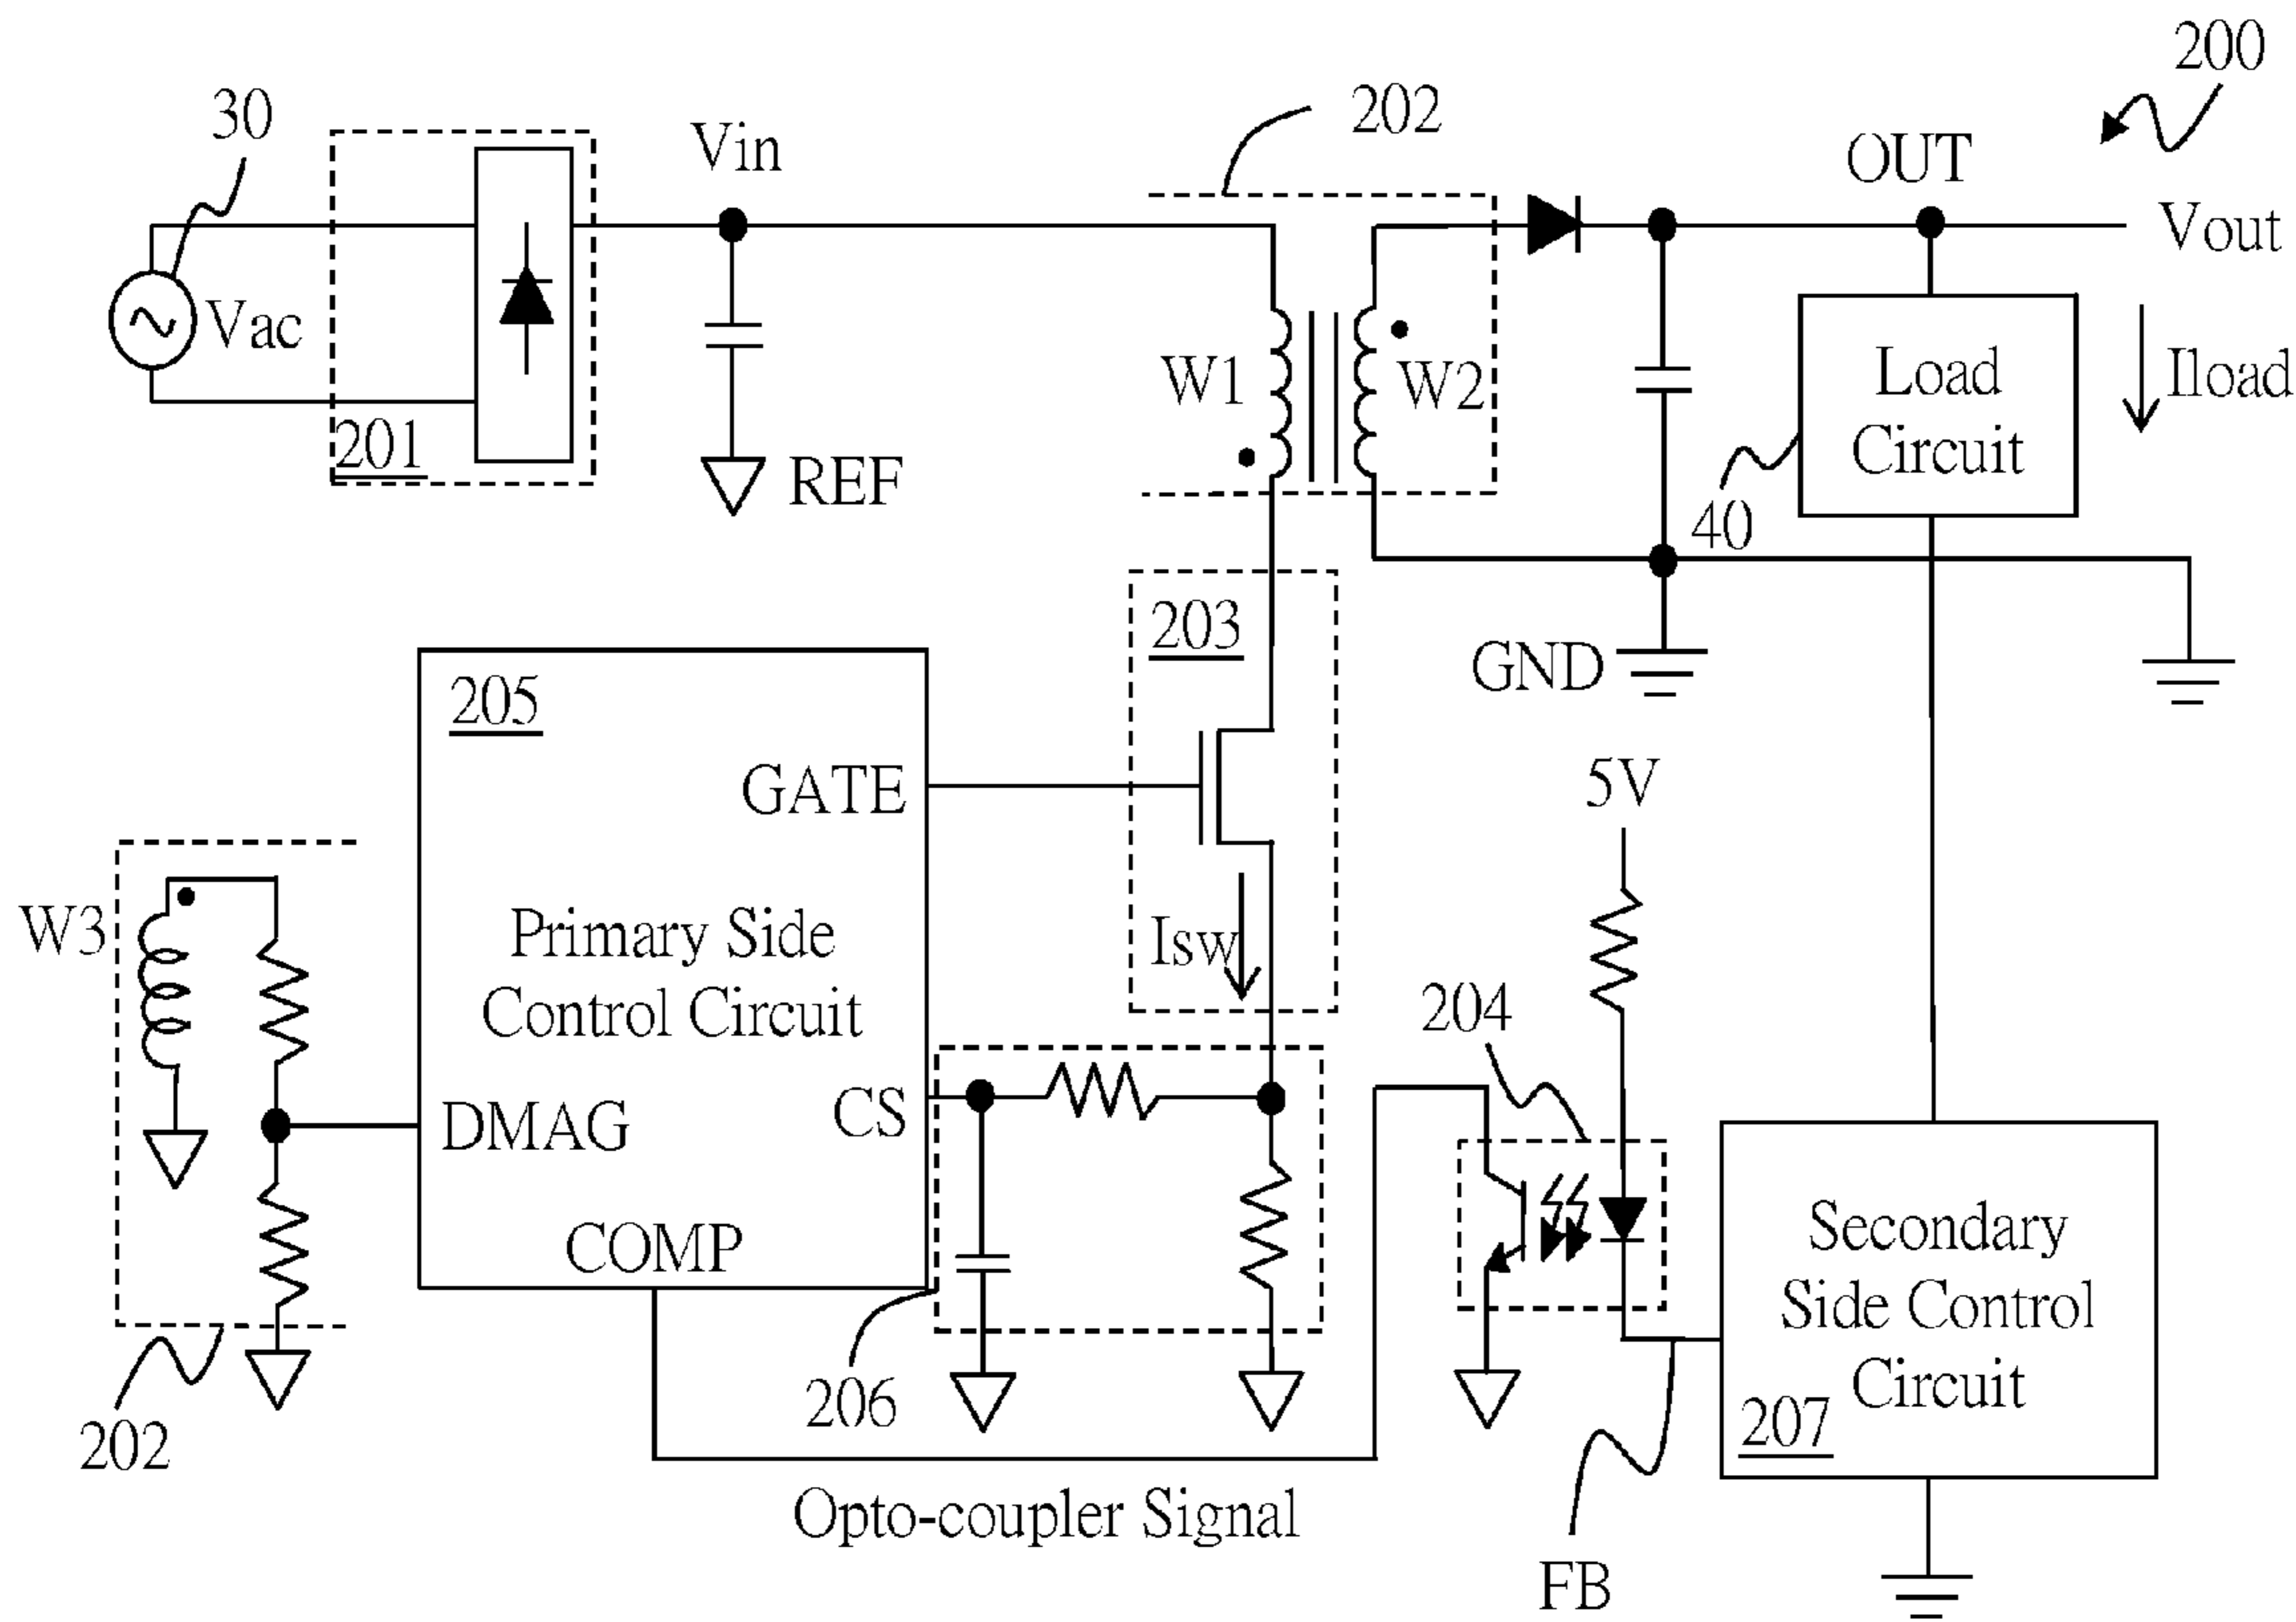 200
30
202
Vin
OUT
Vout
Vac
W1
W2
Load
Circuit
Iload
201
REF
40
203
GND
205
5V
GATE
W3
Primary Side
Control Circuit
Isw
204
CS
DMAG
COMP
Secondary
Side Control
Circuit
206
207
202
Opto-coupler Signal
FB